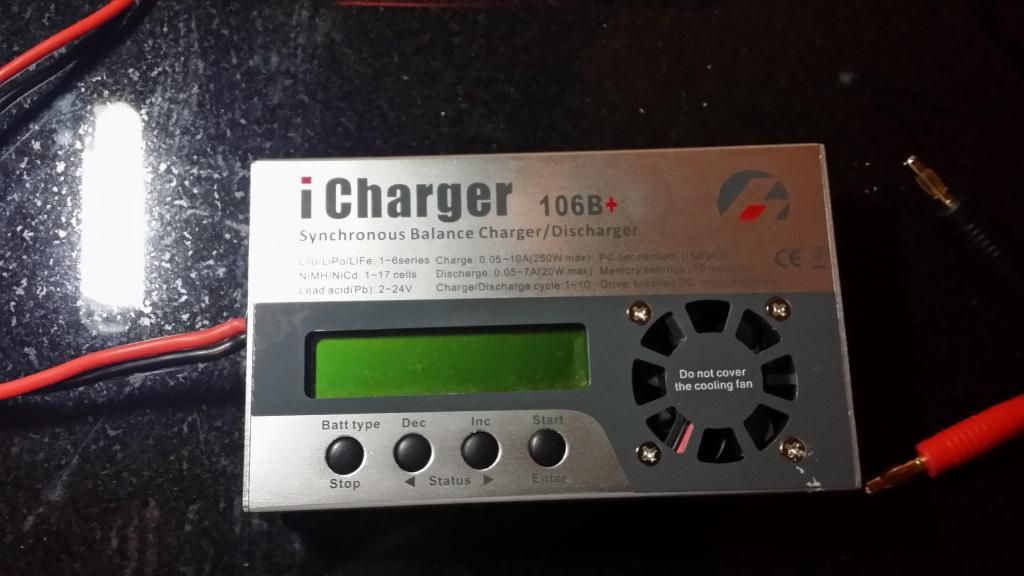 iCharger 106B+
Synchronous Balance Charger/Discharger
LiIo/LiPo/LiFe: 1~6series Charge: 0.05~10A(250W max) PC connection: USB port
NiMH/NiCd: 1~17 cells Discharge: 0.05~7A(20W max) Memory settings: 10 models
Lead acid(Pb): 2~24V Charge/Discharge cycle:1~10 Drive: brushed DC
CE
Do not cover
the cooling fan
Batt type Dec Inc Start
Stop ◀ Status ▶ Enter